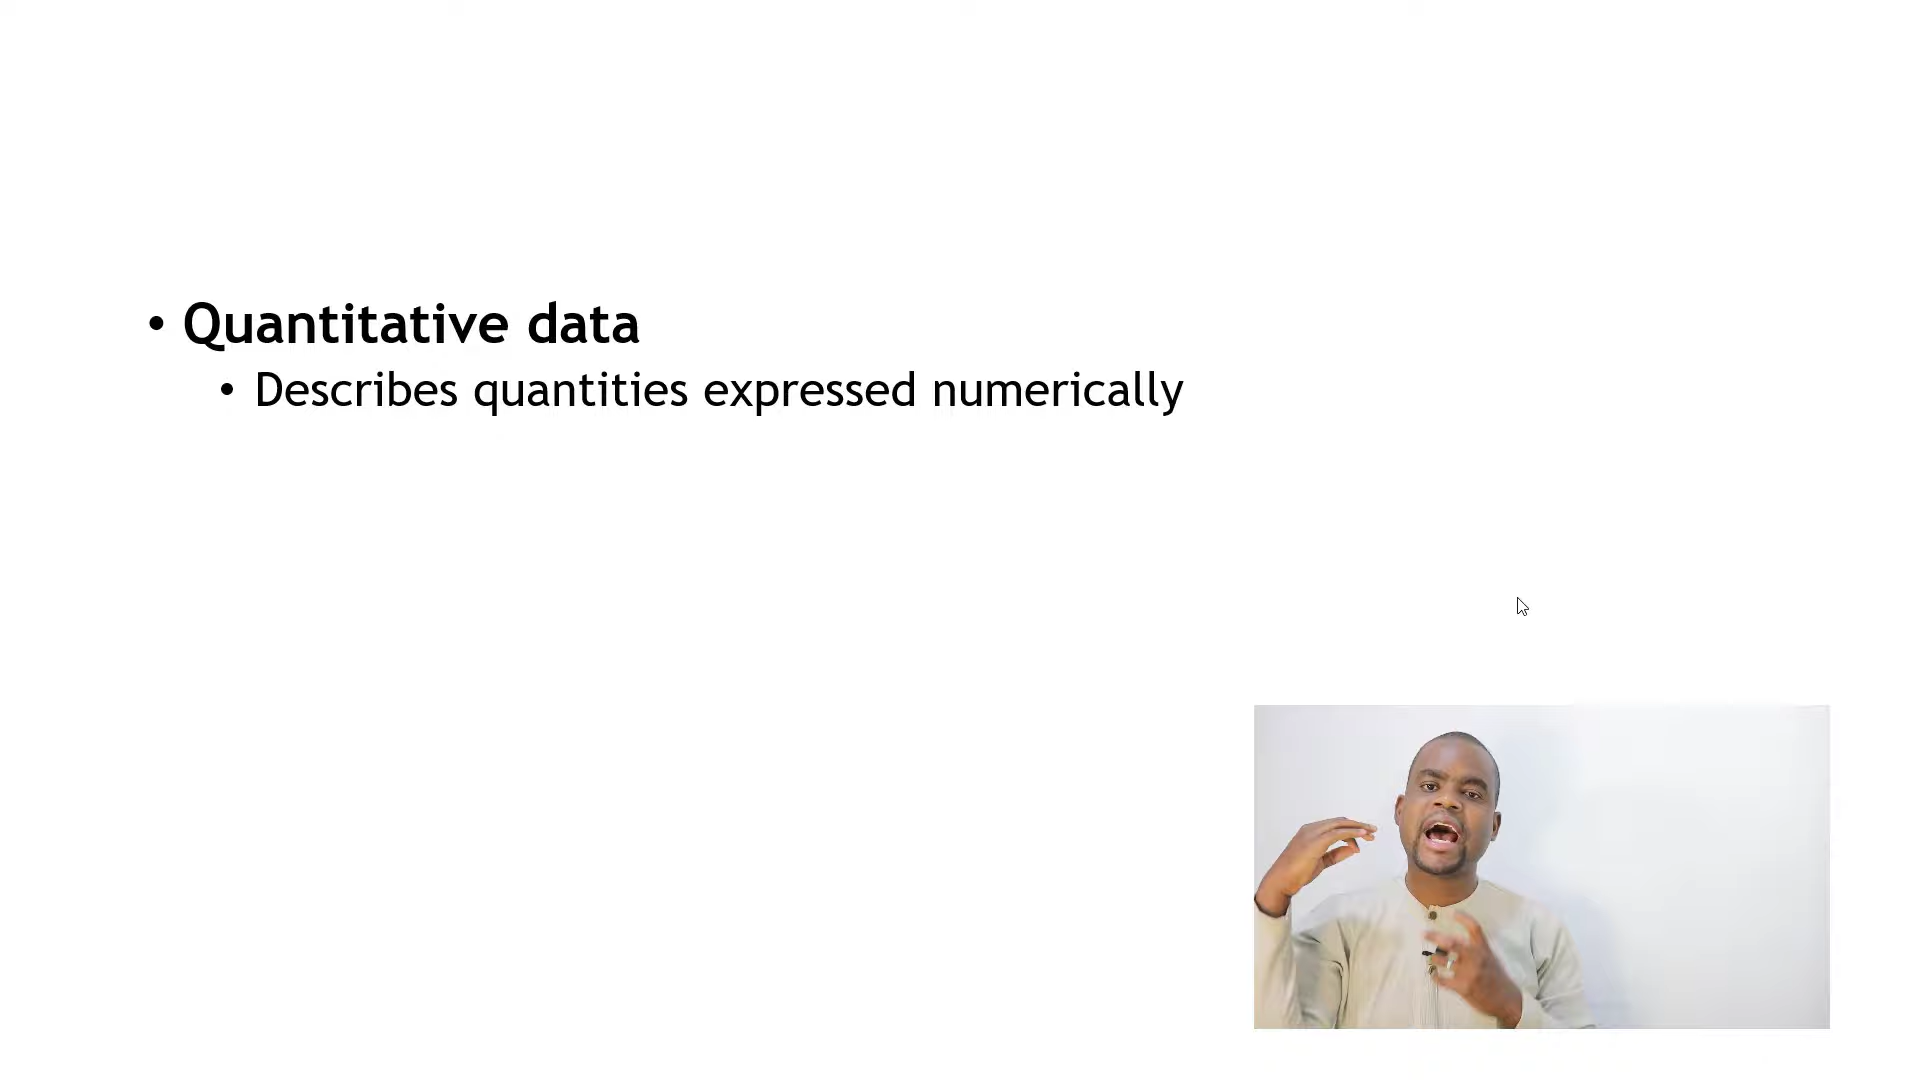 • Quantitative data
• Describes quantities expressed numerically